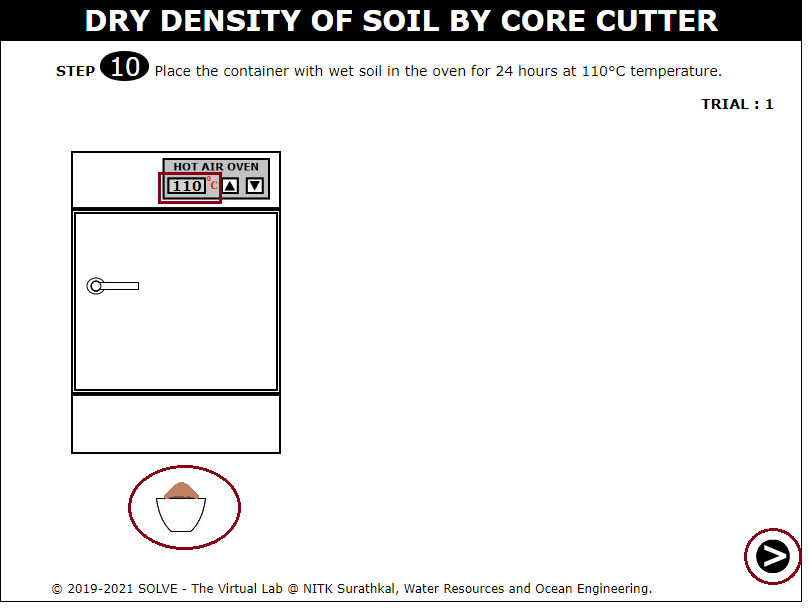 DRY DENSITY OF SOIL BY CORE CUTTER
STEP 10 Place the container with wet soil in the oven for 24 hours at 110°C temperature.
TRIAL : 1
HOT AIR OVEN
110 °C ▲ ▼
>
© 2019-2021 SOLVE - The Virtual Lab @ NITK Surathkal, Water Resources and Ocean Engineering.